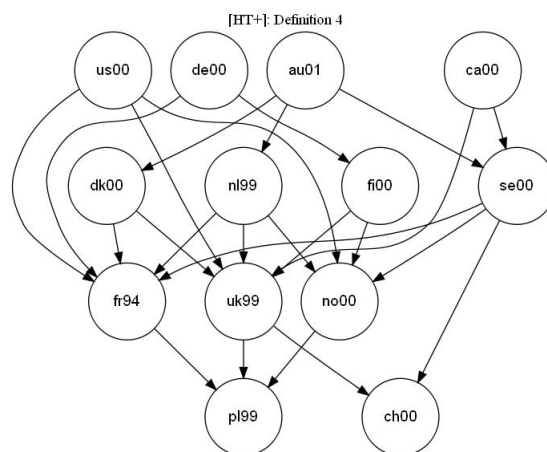 [HT+]: Definition 4
us00 de00 au01 ca00
dk00 nl99 fi00 se00
fr94 uk99 no00
pl99 ch00